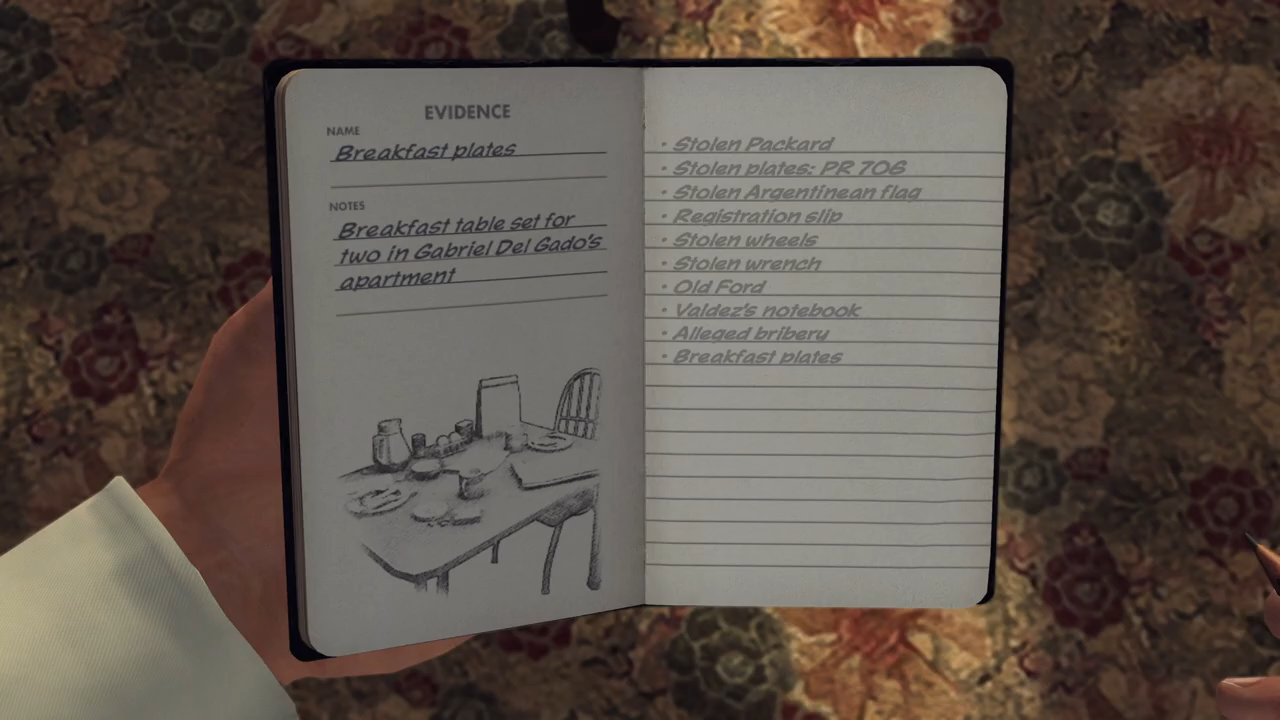 EVIDENCE
NAME
Breakfast plates
NOTES
Breakfast table set for
two in Gabriel Del Gado's
apartment
• Stolen Packard
• Stolen plates: PR 706
• Stolen Argentinean flag
• Registration slip
• Stolen wheels
• Stolen wrench
• Old Ford
• Valdez's notebook
• Alleged bribery
• Breakfast plates